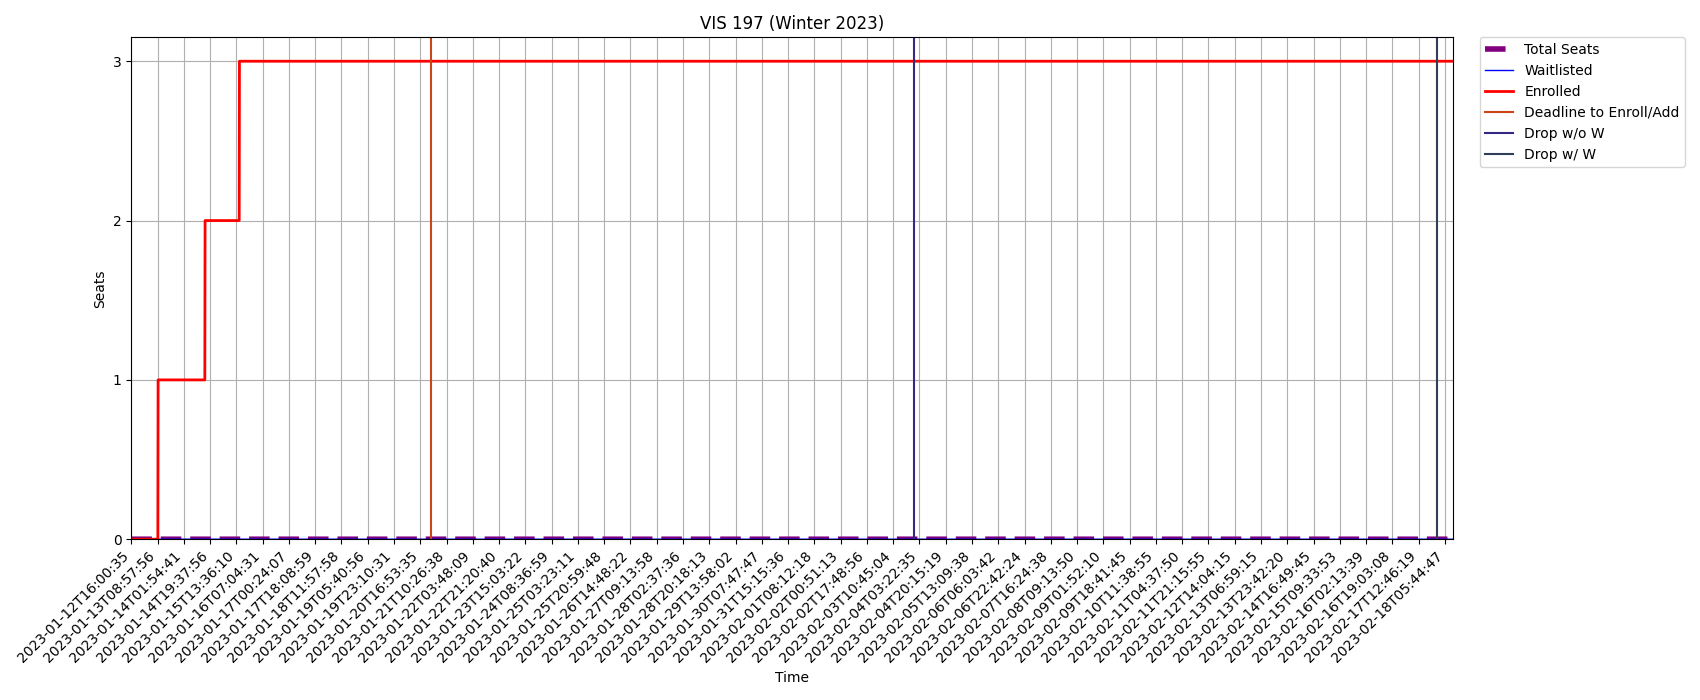 VIS 197 (Winter 2023)
Total Seats
Waitlisted
Enrolled
Deadline to Enroll/Add
Drop w/o W
Drop w/ W
Seats
3
2
1
0
2023-01-12T16:00:35
2023-01-13T08:57:56
2023-01-14T01:54:41
2023-01-14T19:37:56
2023-01-15T13:36:10
2023-01-16T07:04:31
2023-01-17T00:24:07
2023-01-17T18:08:59
2023-01-18T11:57:58
2023-01-19T05:40:56
2023-01-19T23:10:31
2023-01-20T16:53:35
2023-01-21T10:26:38
2023-01-22T03:48:09
2023-01-22T21:20:40
2023-01-23T15:03:22
2023-01-24T08:36:59
2023-01-25T03:23:11
2023-01-25T20:59:48
2023-01-26T14:48:22
2023-01-27T09:13:58
2023-01-28T02:37:36
2023-01-28T20:18:13
2023-01-29T13:58:02
2023-01-30T07:47:47
2023-01-31T15:15:36
2023-02-01T08:12:18
2023-02-02T00:51:13
2023-02-02T17:48:56
2023-02-03T10:45:04
2023-02-04T03:22:35
2023-02-04T20:15:19
2023-02-05T13:09:38
2023-02-06T06:03:42
2023-02-06T22:42:24
2023-02-07T16:24:38
2023-02-08T09:13:50
2023-02-09T01:52:10
2023-02-09T18:41:45
2023-02-10T11:38:55
2023-02-11T04:37:50
2023-02-11T21:15:55
2023-02-12T14:04:15
2023-02-13T06:59:15
2023-02-13T23:42:20
2023-02-14T16:49:45
2023-02-15T09:33:53
2023-02-16T02:13:39
2023-02-16T19:03:08
2023-02-17T12:46:19
2023-02-18T05:44:47
Time